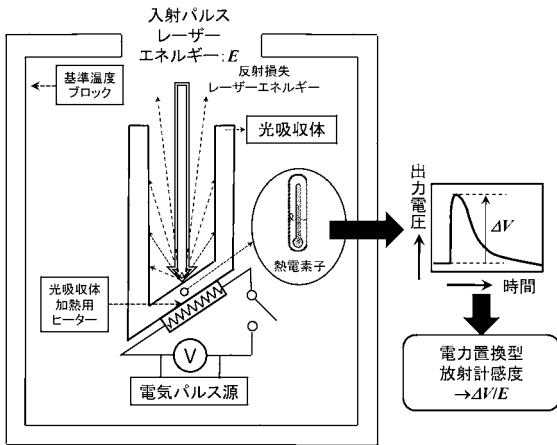 入射パルス
レーザー
エネルギー:E
基準温度
ブロック
反射損失
レーザーエネルギー
光吸収体
熱電素子
光吸収体
加熱用
ヒーター
V
電気パルス源
出力電圧
ΔV
時間
電力置換型
放射計感度
→ΔV/E